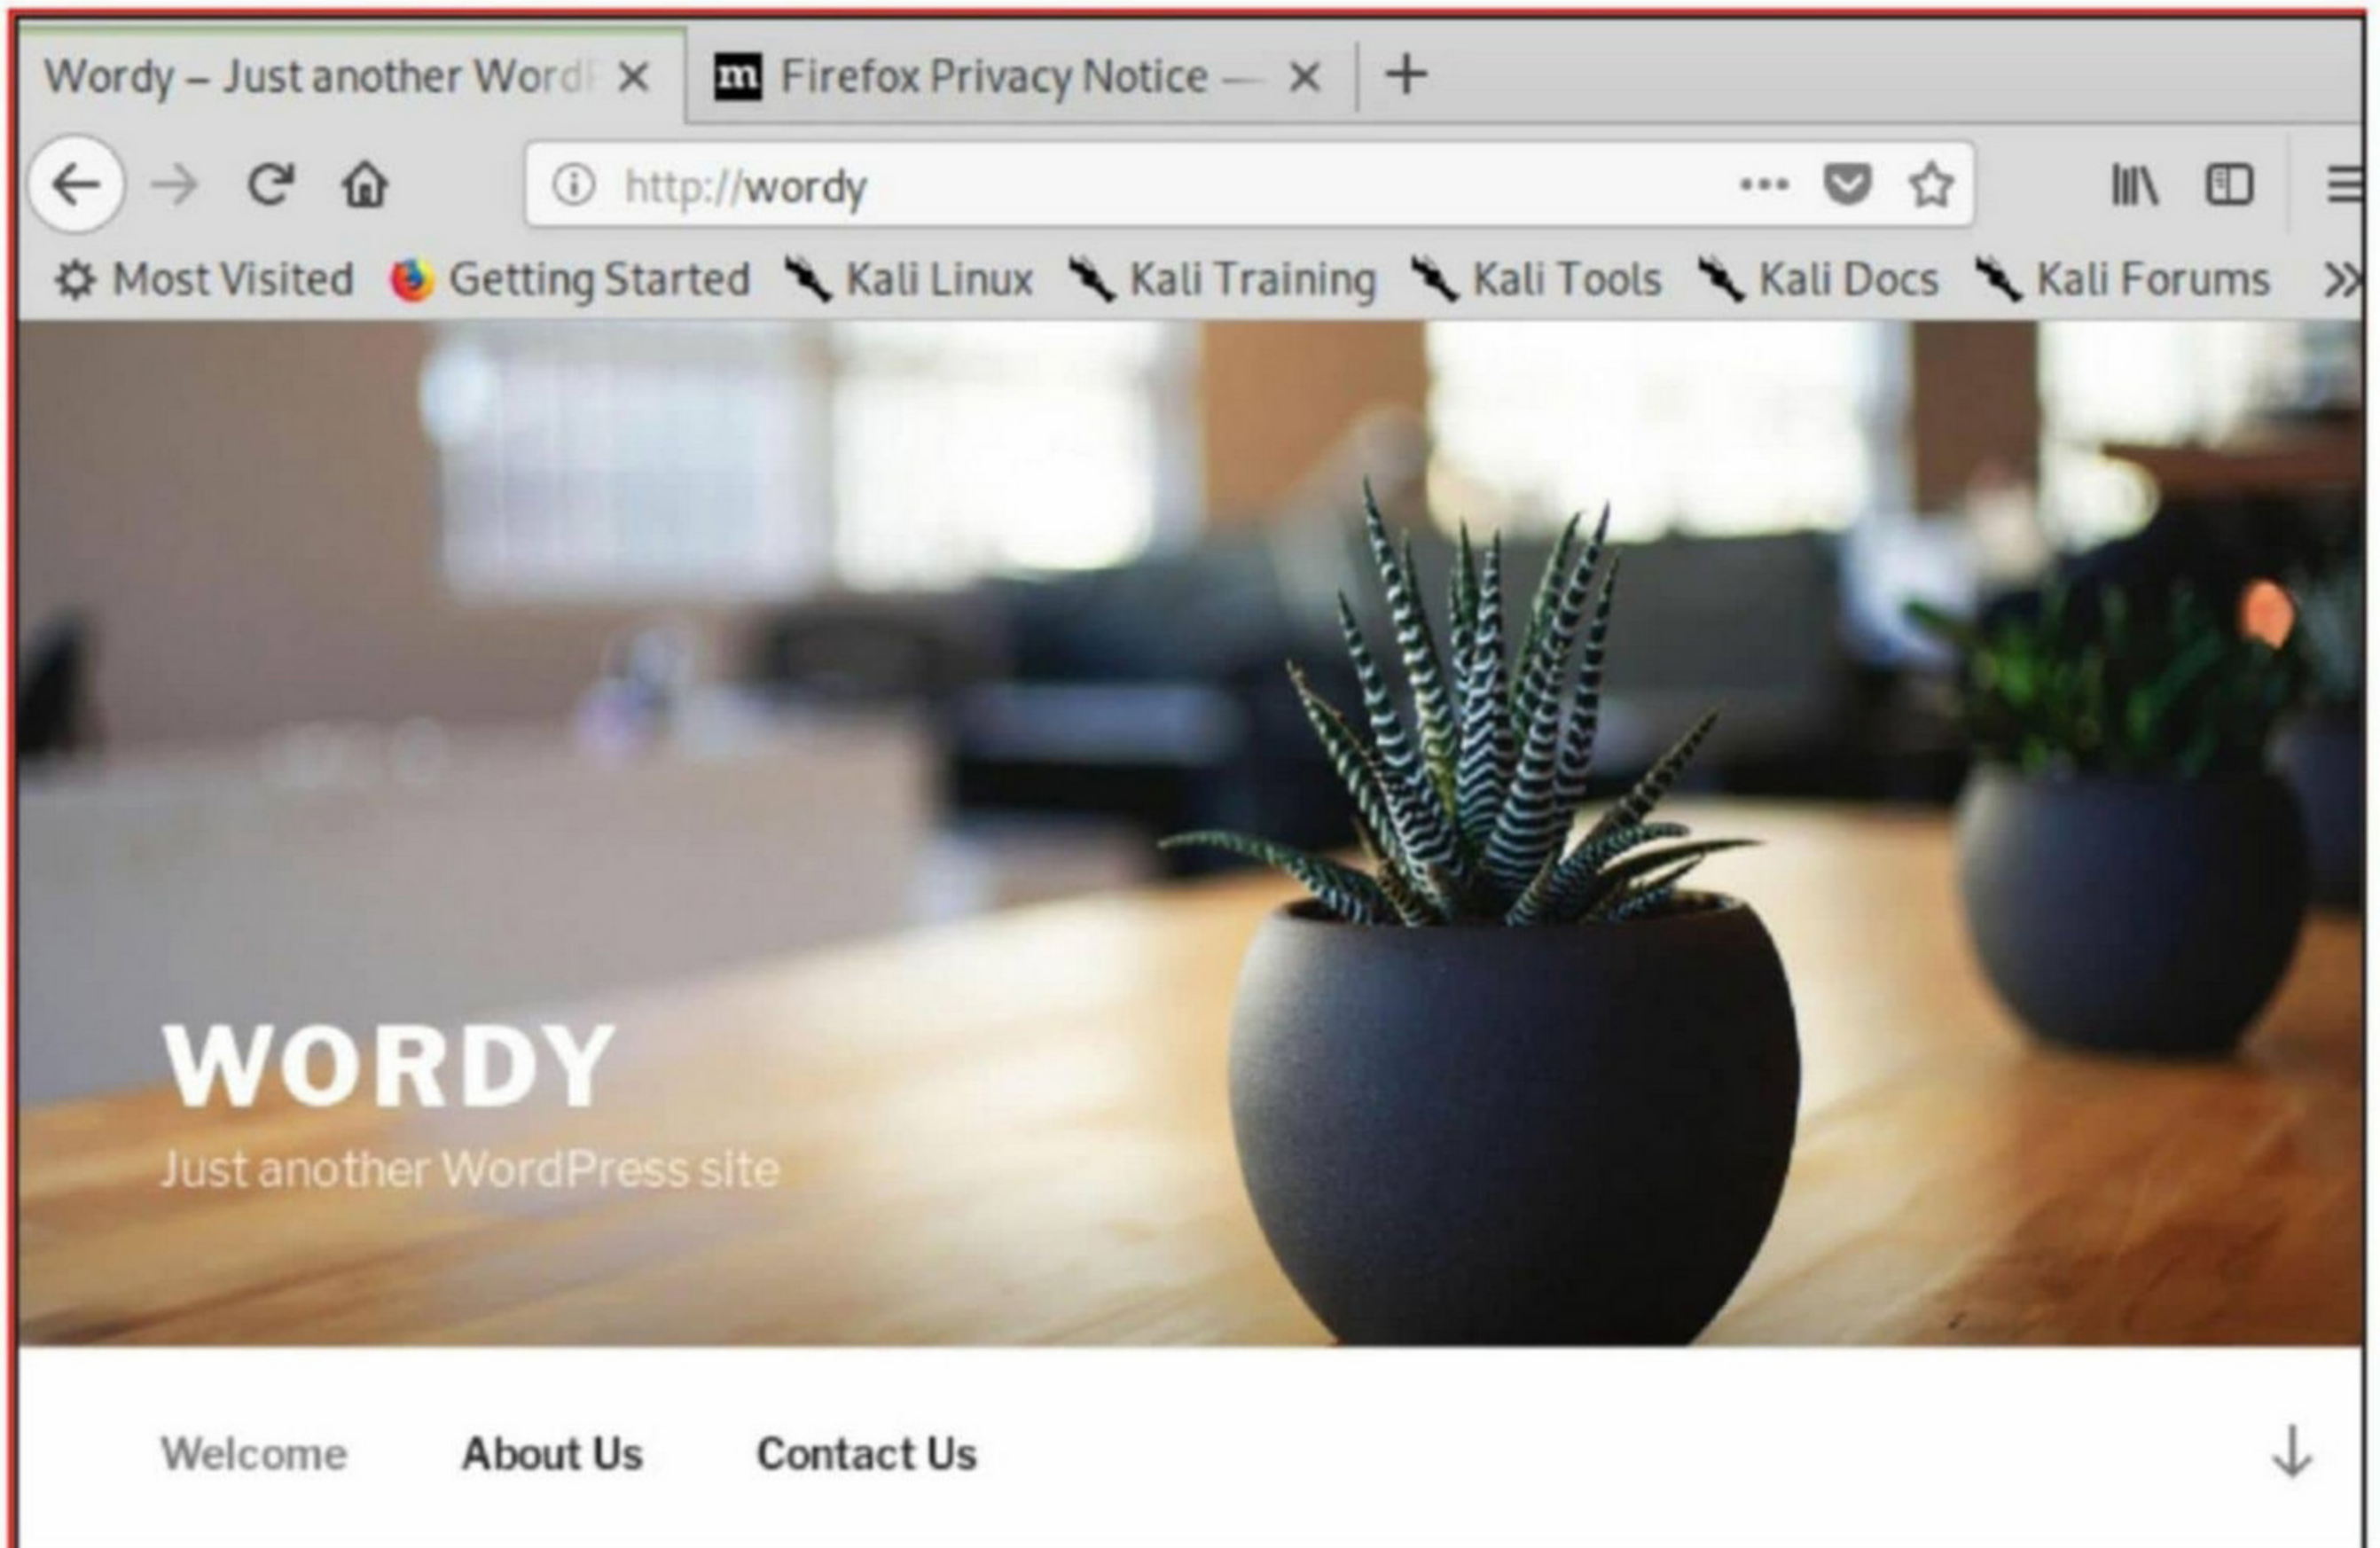 Wordy – Just another Word
m Firefox Privacy Notice —
http://wordy
Most Visited Getting Started Kali Linux Kali Training Kali Tools Kali Docs Kali Forums
WORDY
Just another WordPress site
Welcome About Us Contact Us